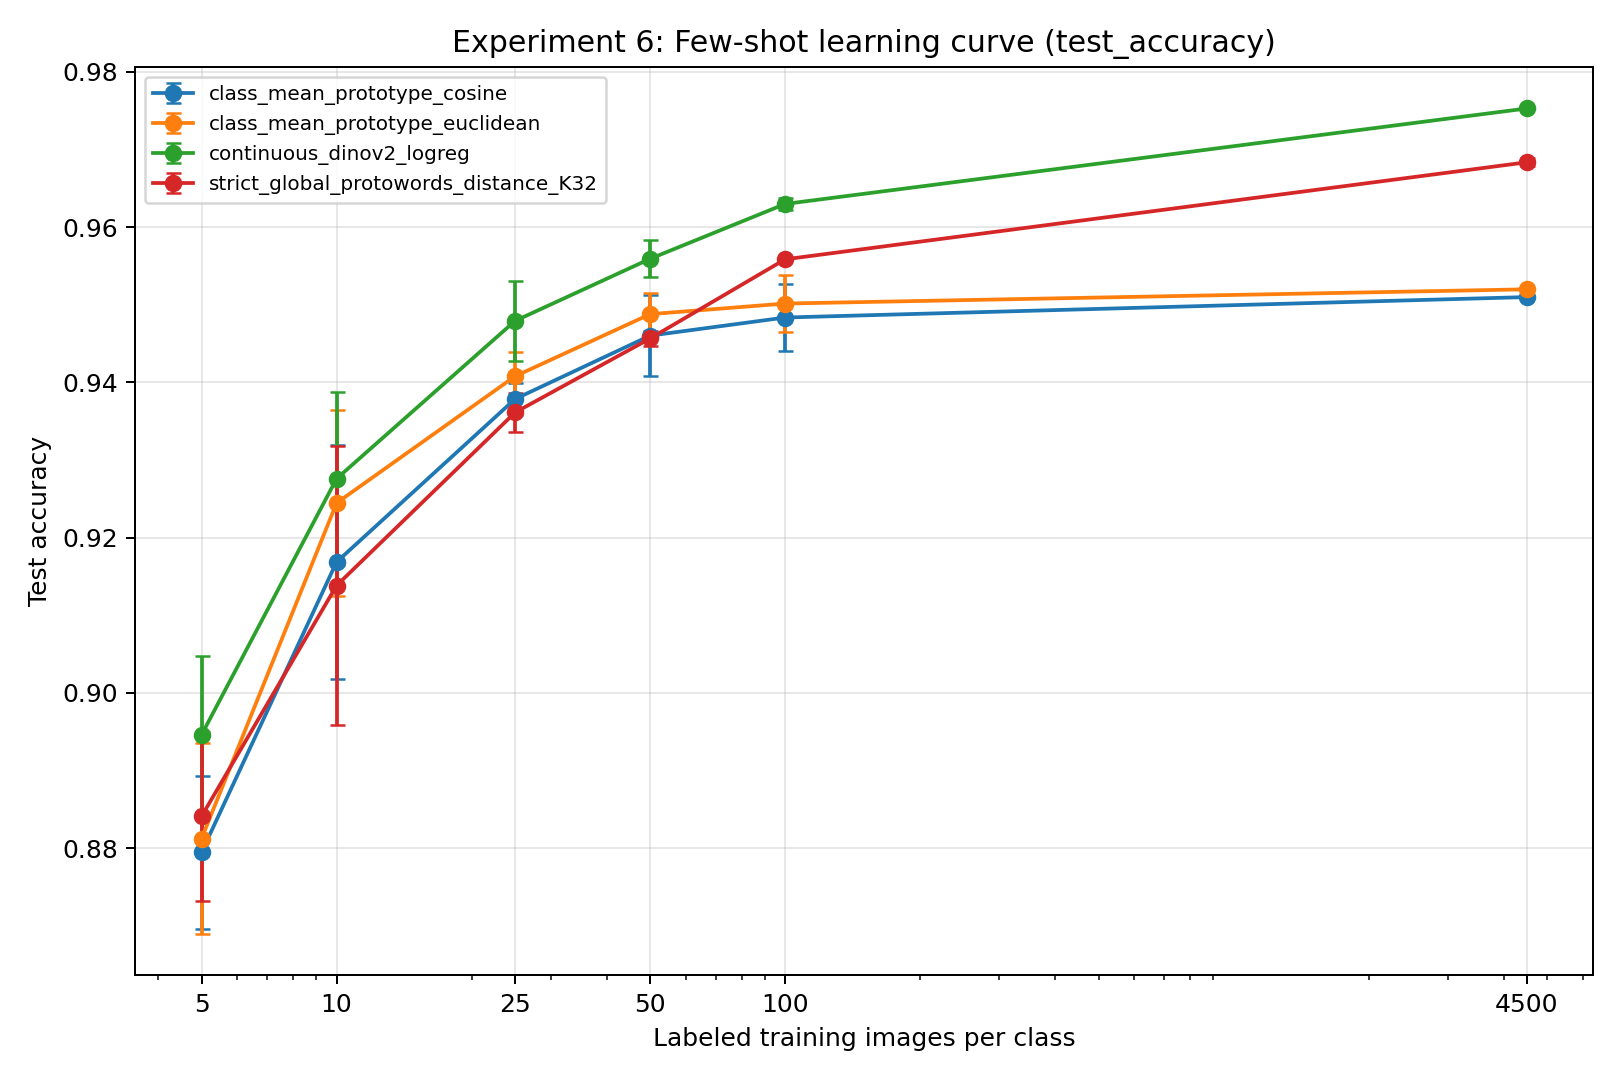 Experiment 6: Few-shot learning curve (test_accuracy)
class_mean_prototype_cosine
class_mean_prototype_euclidean
continuous_dinov2_logreg
strict_global_protowords_distance_K32
0.98
0.96
0.94
0.92
0.90
0.88
Test accuracy
5 10 25 50 100 4500
Labeled training images per class